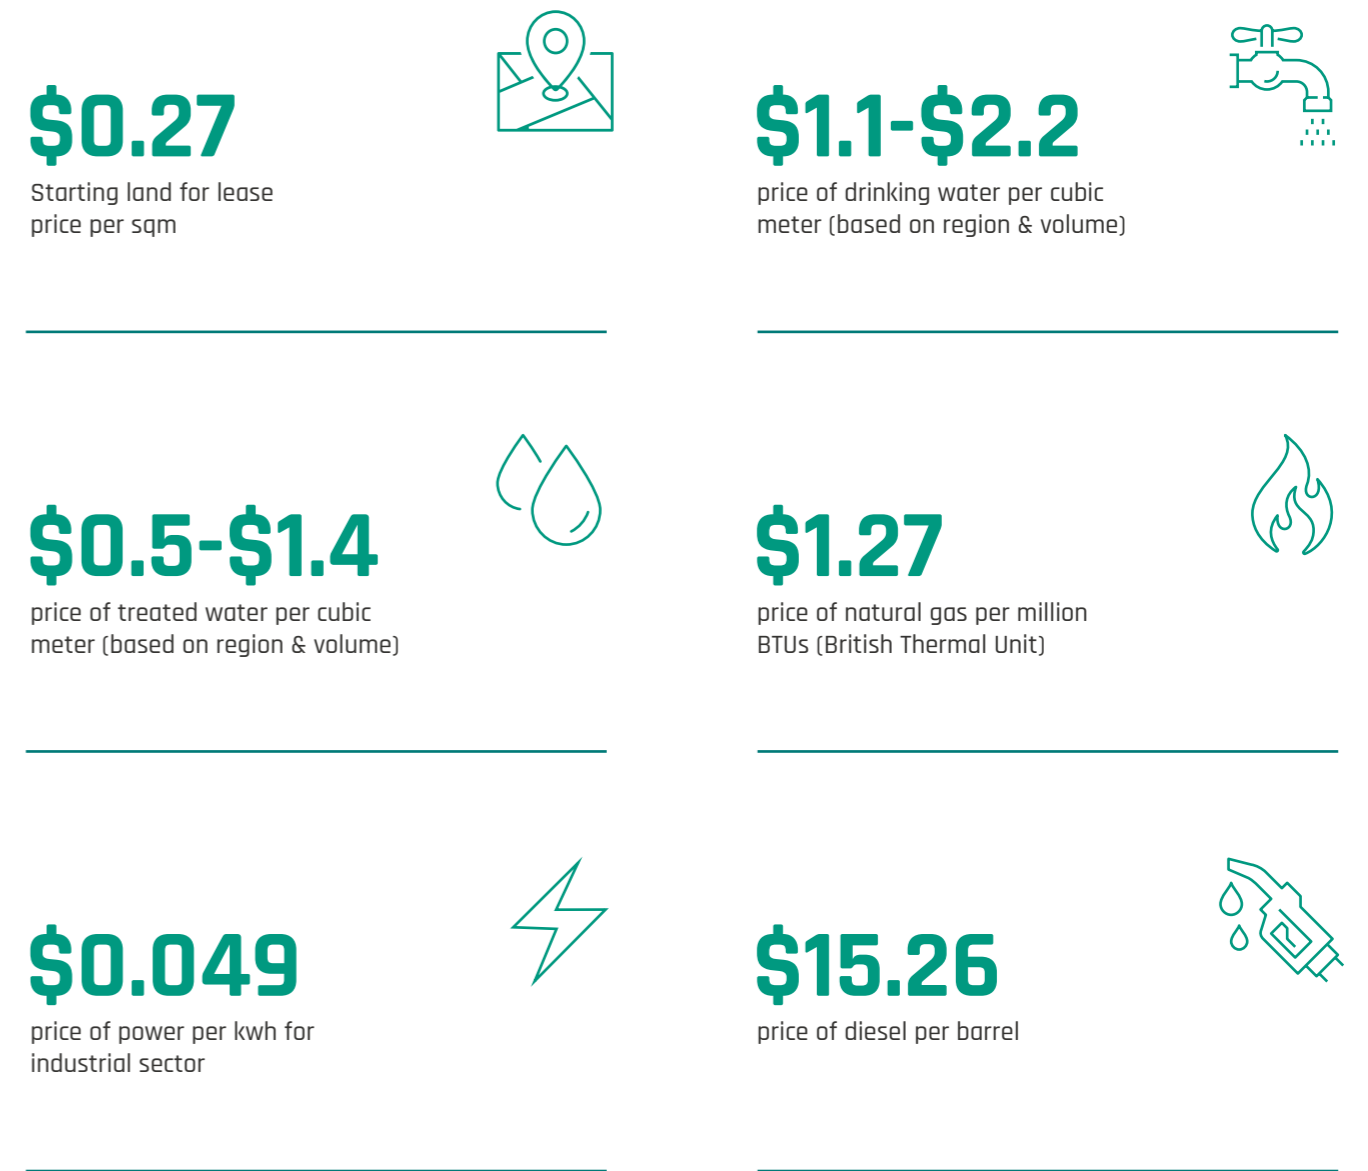 $0.27
Starting land for lease
price per sqm
$1.1-$2.2
price of drinking water per cubic
meter (based on region & volume)
$0.5-$1.4
price of treated water per cubic
meter (based on region & volume)
$1.27
price of natural gas per million
BTUs (British Thermal Unit)
$0.049
price of power per kwh for
industrial sector
$15.26
price of diesel per barrel